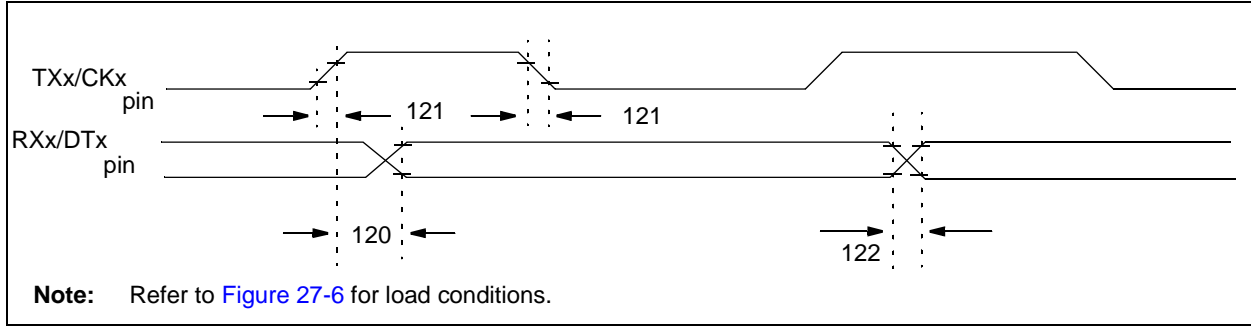 TXx/CKx
pin
121
121
RXx/DTx
pin
120
122
Note: Refer to Figure 27-6 for load conditions.